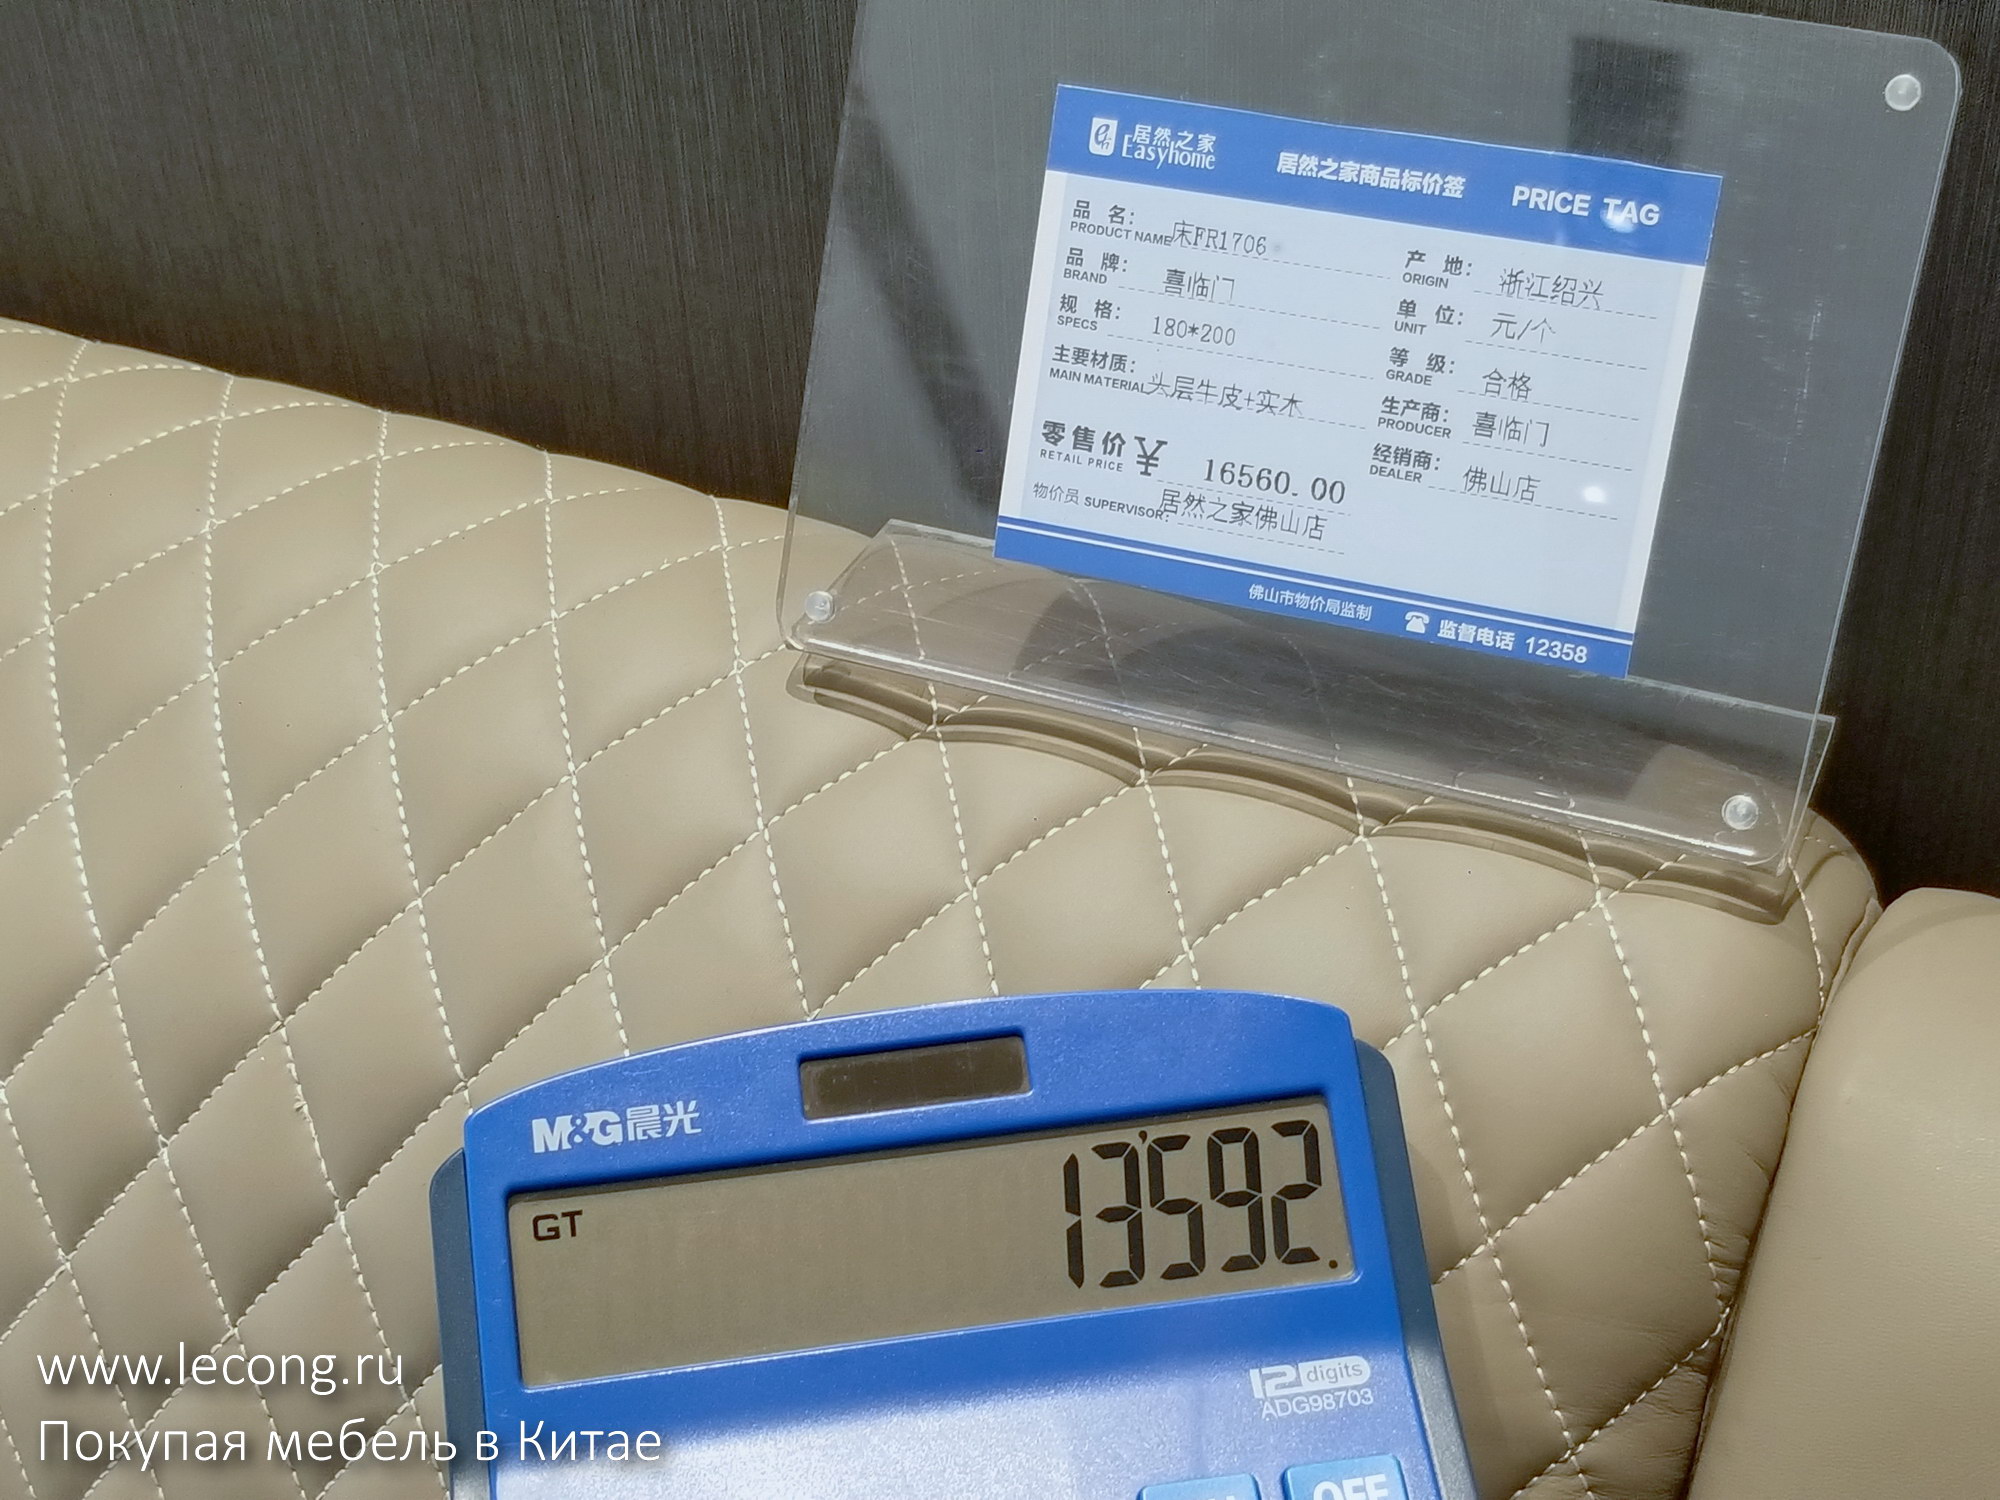 居然之家
Easyhome
居然之家商品标价签 PRICE TAG
品 名： 床FR1706
PRODUCT NAME
产 地： 浙江绍兴
ORIGIN
品 牌： 喜临门
BRAND
单 位： 元/个
UNIT
规 格： 180*200
SPECS
等 级： 合格
GRADE
主要材质： 头层牛皮+实木
MAIN MATERIAL
生产商： 喜临门
PRODUCER
零售价 ¥ 16560.00
RETAIL PRICE
经销商： 佛山店
DEALER
物价员 SUPERVISOR: 居然之家佛山店
佛山市物价局监制 ☎ 监督电话 12358
M&G晨光
GT 13'592.
12 digits
ADG98703
OFF
www.lecong.ru
Покупая мебель в Китае